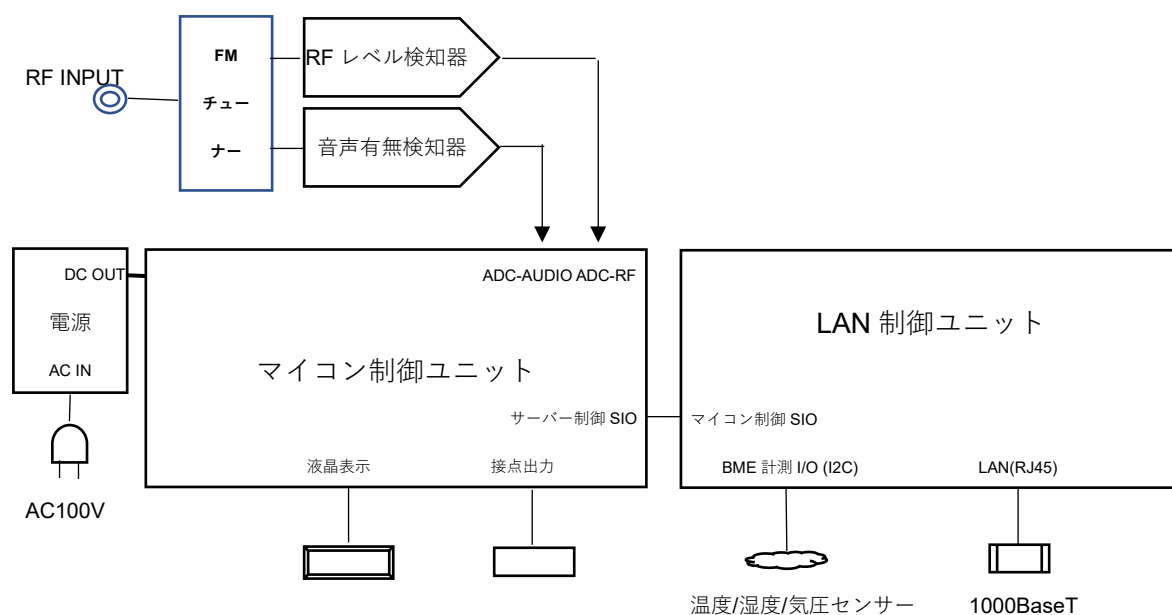 FM
RF レベル検知器
RF INPUT
チュー
ナー
音声有無検知器
DC OUT
ADC-AUDIO ADC-RF
電源
LAN 制御ユニット
AC IN
マイコン制御ユニット
サーバー制御 SIO
マイコン制御 SIO
液晶表示
接点出力
BME 計測 I/O (I2C)
LAN(RJ45)
AC100V
温度/湿度/気圧センサー
1000BaseT